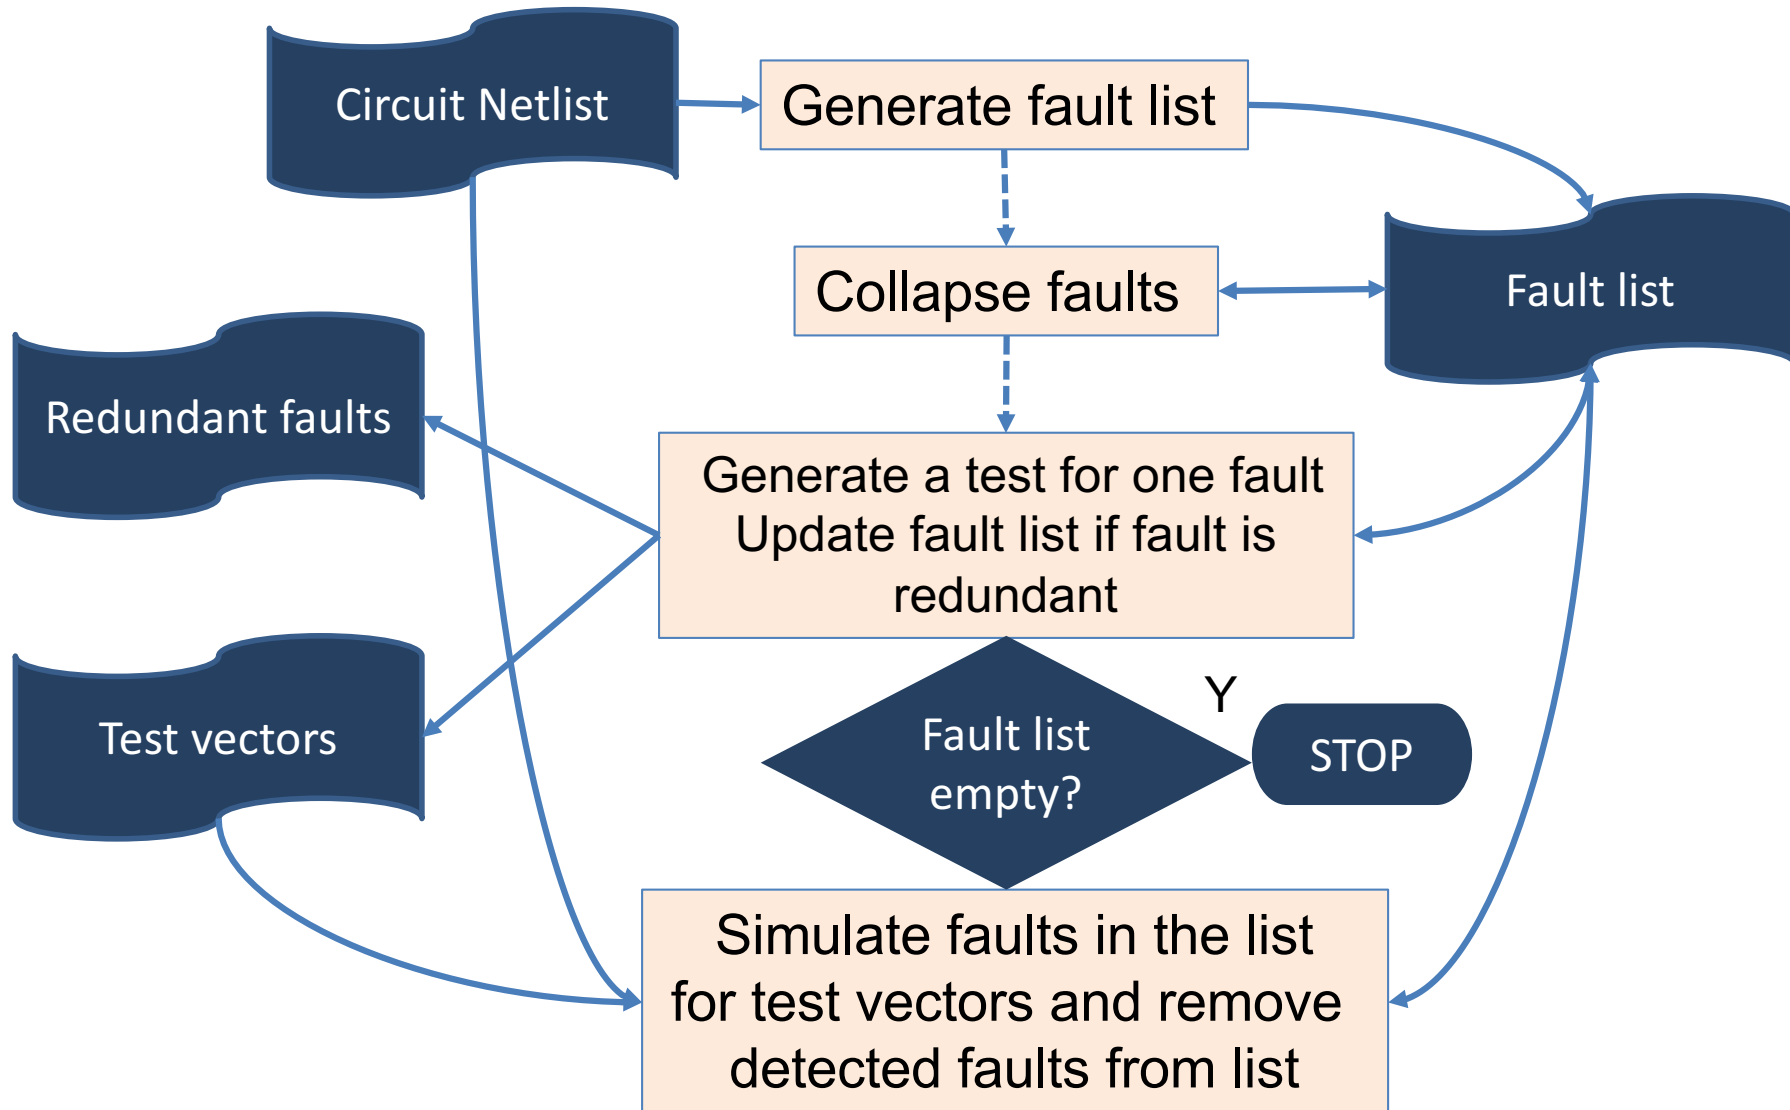 Circuit Netlist
Generate fault list
Collapse faults
Fault list
Redundant faults
Generate a test for one fault
Update fault list if fault is
redundant
Test vectors
Fault list
empty?
Y
STOP
Simulate faults in the list
for test vectors and remove
detected faults from list